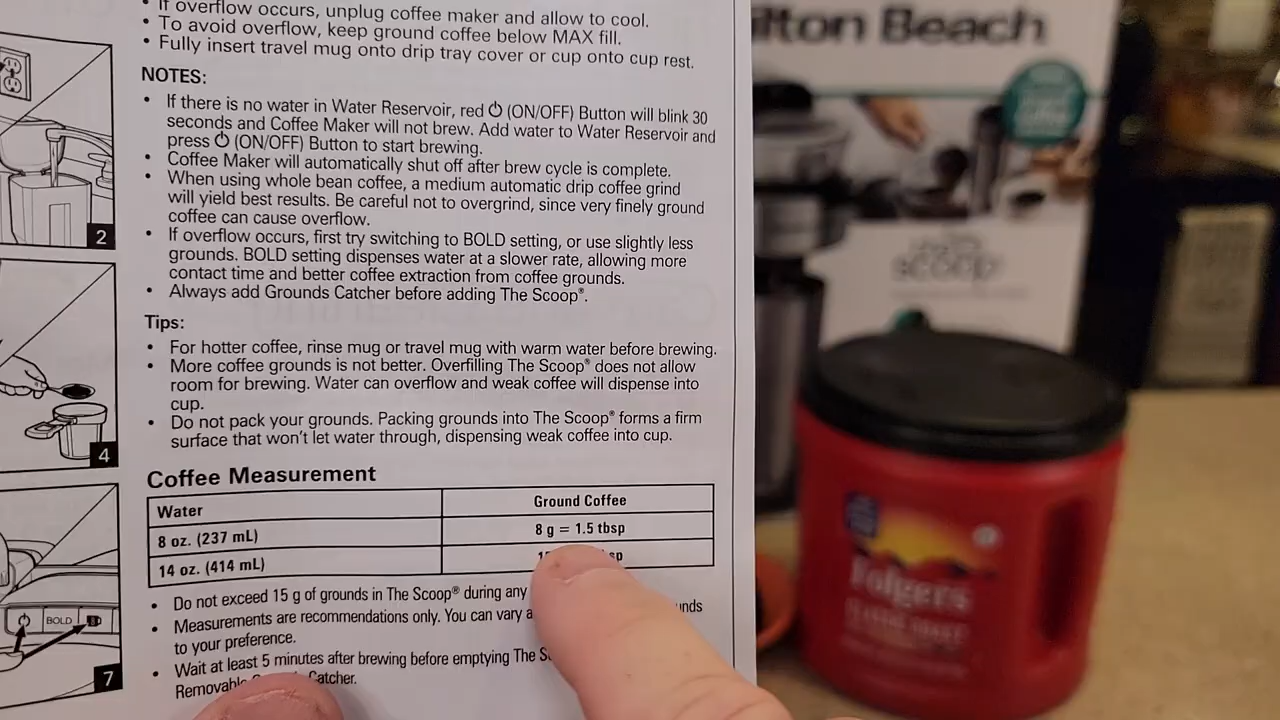 • If overflow occurs, unplug coffee maker and allow to cool.
• To avoid overflow, keep ground coffee below MAX fill.
• Fully insert travel mug onto drip tray cover or cup onto cup rest.
NOTES:
• If there is no water in Water Reservoir, red ⏻ (ON/OFF) Button will blink 30
seconds and Coffee Maker will not brew. Add water to Water Reservoir and
press ⏻ (ON/OFF) Button to start brewing.
• Coffee Maker will automatically shut off after brew cycle is complete.
• When using whole bean coffee, a medium automatic drip coffee grind
will yield best results. Be careful not to overgrind, since very finely ground
coffee can cause overflow.
• If overflow occurs, first try switching to BOLD setting, or use slightly less
grounds. BOLD setting dispenses water at a slower rate, allowing more
contact time and better coffee extraction from coffee grounds.
• Always add Grounds Catcher before adding The Scoop®.
Tips:
• For hotter coffee, rinse mug or travel mug with warm water before brewing.
• More coffee grounds is not better. Overfilling The Scoop® does not allow
room for brewing. Water can overflow and weak coffee will dispense into
cup.
• Do not pack your grounds. Packing grounds into The Scoop® forms a firm
surface that won't let water through, dispensing weak coffee into cup.
Coffee Measurement
Water Ground Coffee
8 oz. (237 mL) 8 g = 1.5 tbsp
14 oz. (414 mL)
• Do not exceed 15 g of grounds in The Scoop® during any
• Measurements are recommendations only. You can vary
to your preference.
• Wait at least 5 minutes after brewing before emptying The
Catcher.
2
4
BOLD
7
Beach
scoop
Folgers